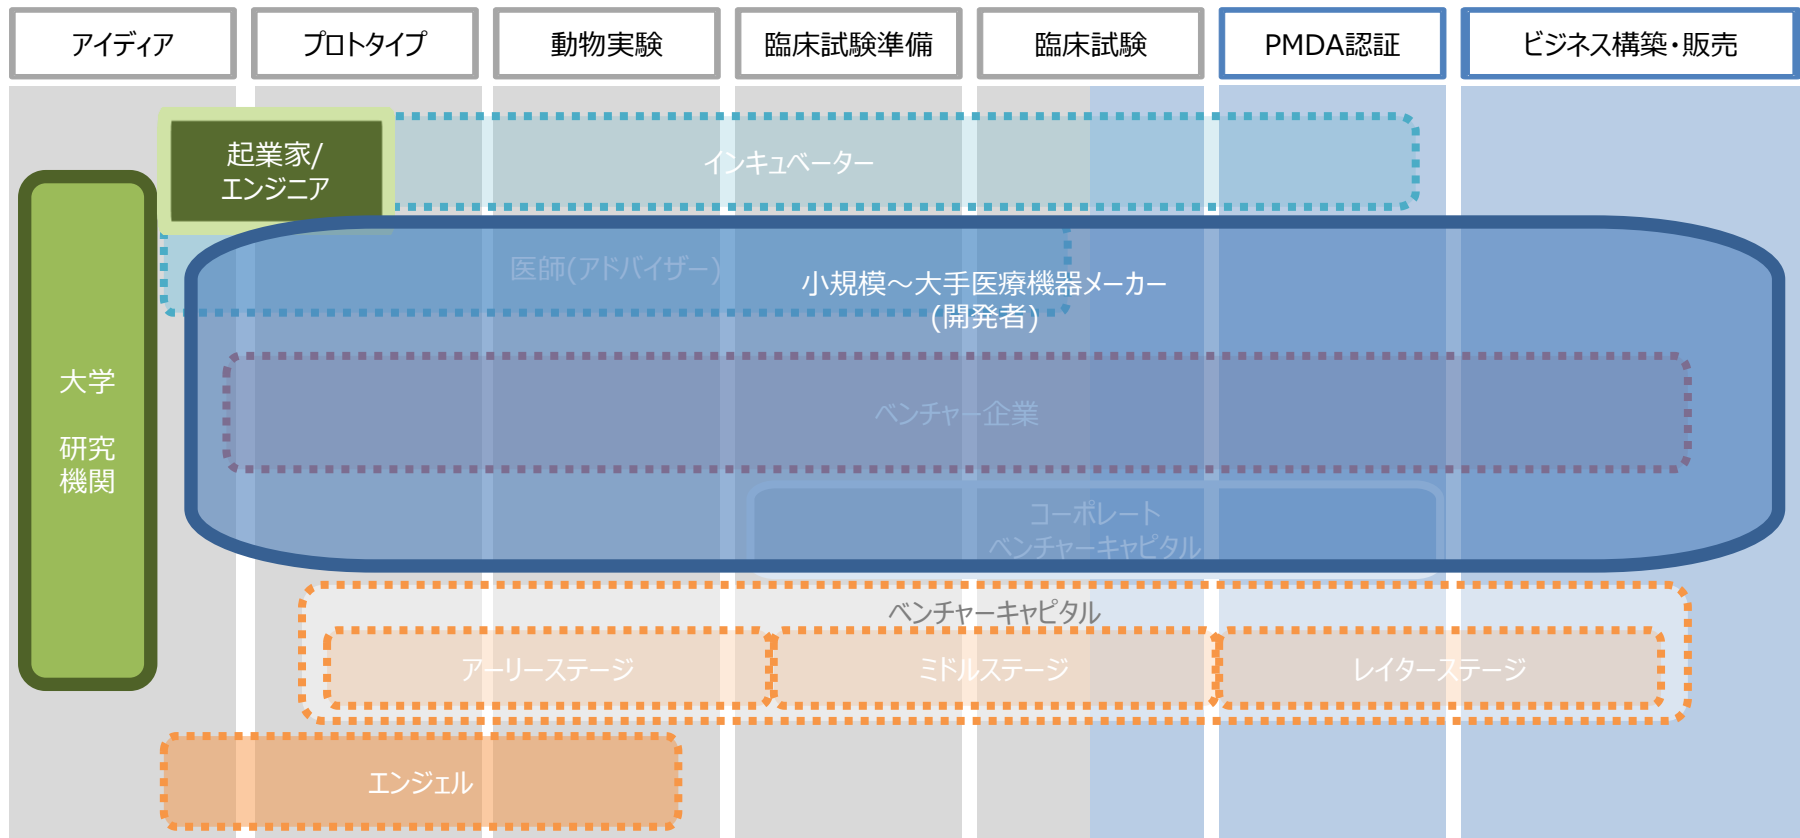 アイディア
プロトタイプ
動物実験
臨床試験準備
臨床試験
PMDA認証
ビジネス構築・販売
起業家/
エンジニア
インキュベーター
医師(アドバイザー)
小規模～大手医療機器メーカー
(開発者)
大学
研究
機関
ベンチャー企業
コーポレート
ベンチャーキャピタル
ベンチャーキャピタル
アーリーステージ
ミドルステージ
レイターステージ
エンジェル